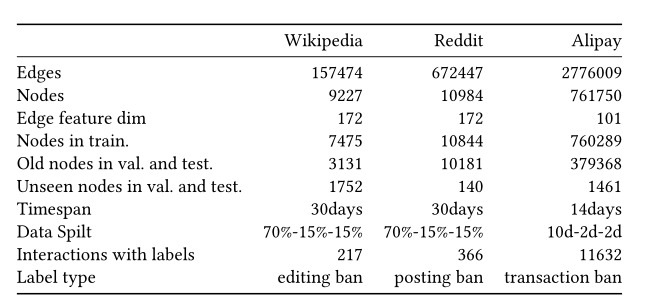 Wikipedia Reddit Alipay
Edges 157474 672447 2776009
Nodes 9227 10984 761750
Edge feature dim 172 172 101
Nodes in train. 7475 10844 760289
Old nodes in val. and test. 3131 10181 379368
Unseen nodes in val. and test. 1752 140 1461
Timespan 30days 30days 14days
Data Spilt 70%-15%-15% 70%-15%-15% 10d-2d-2d
Interactions with labels 217 366 11632
Label type editing ban posting ban transaction ban